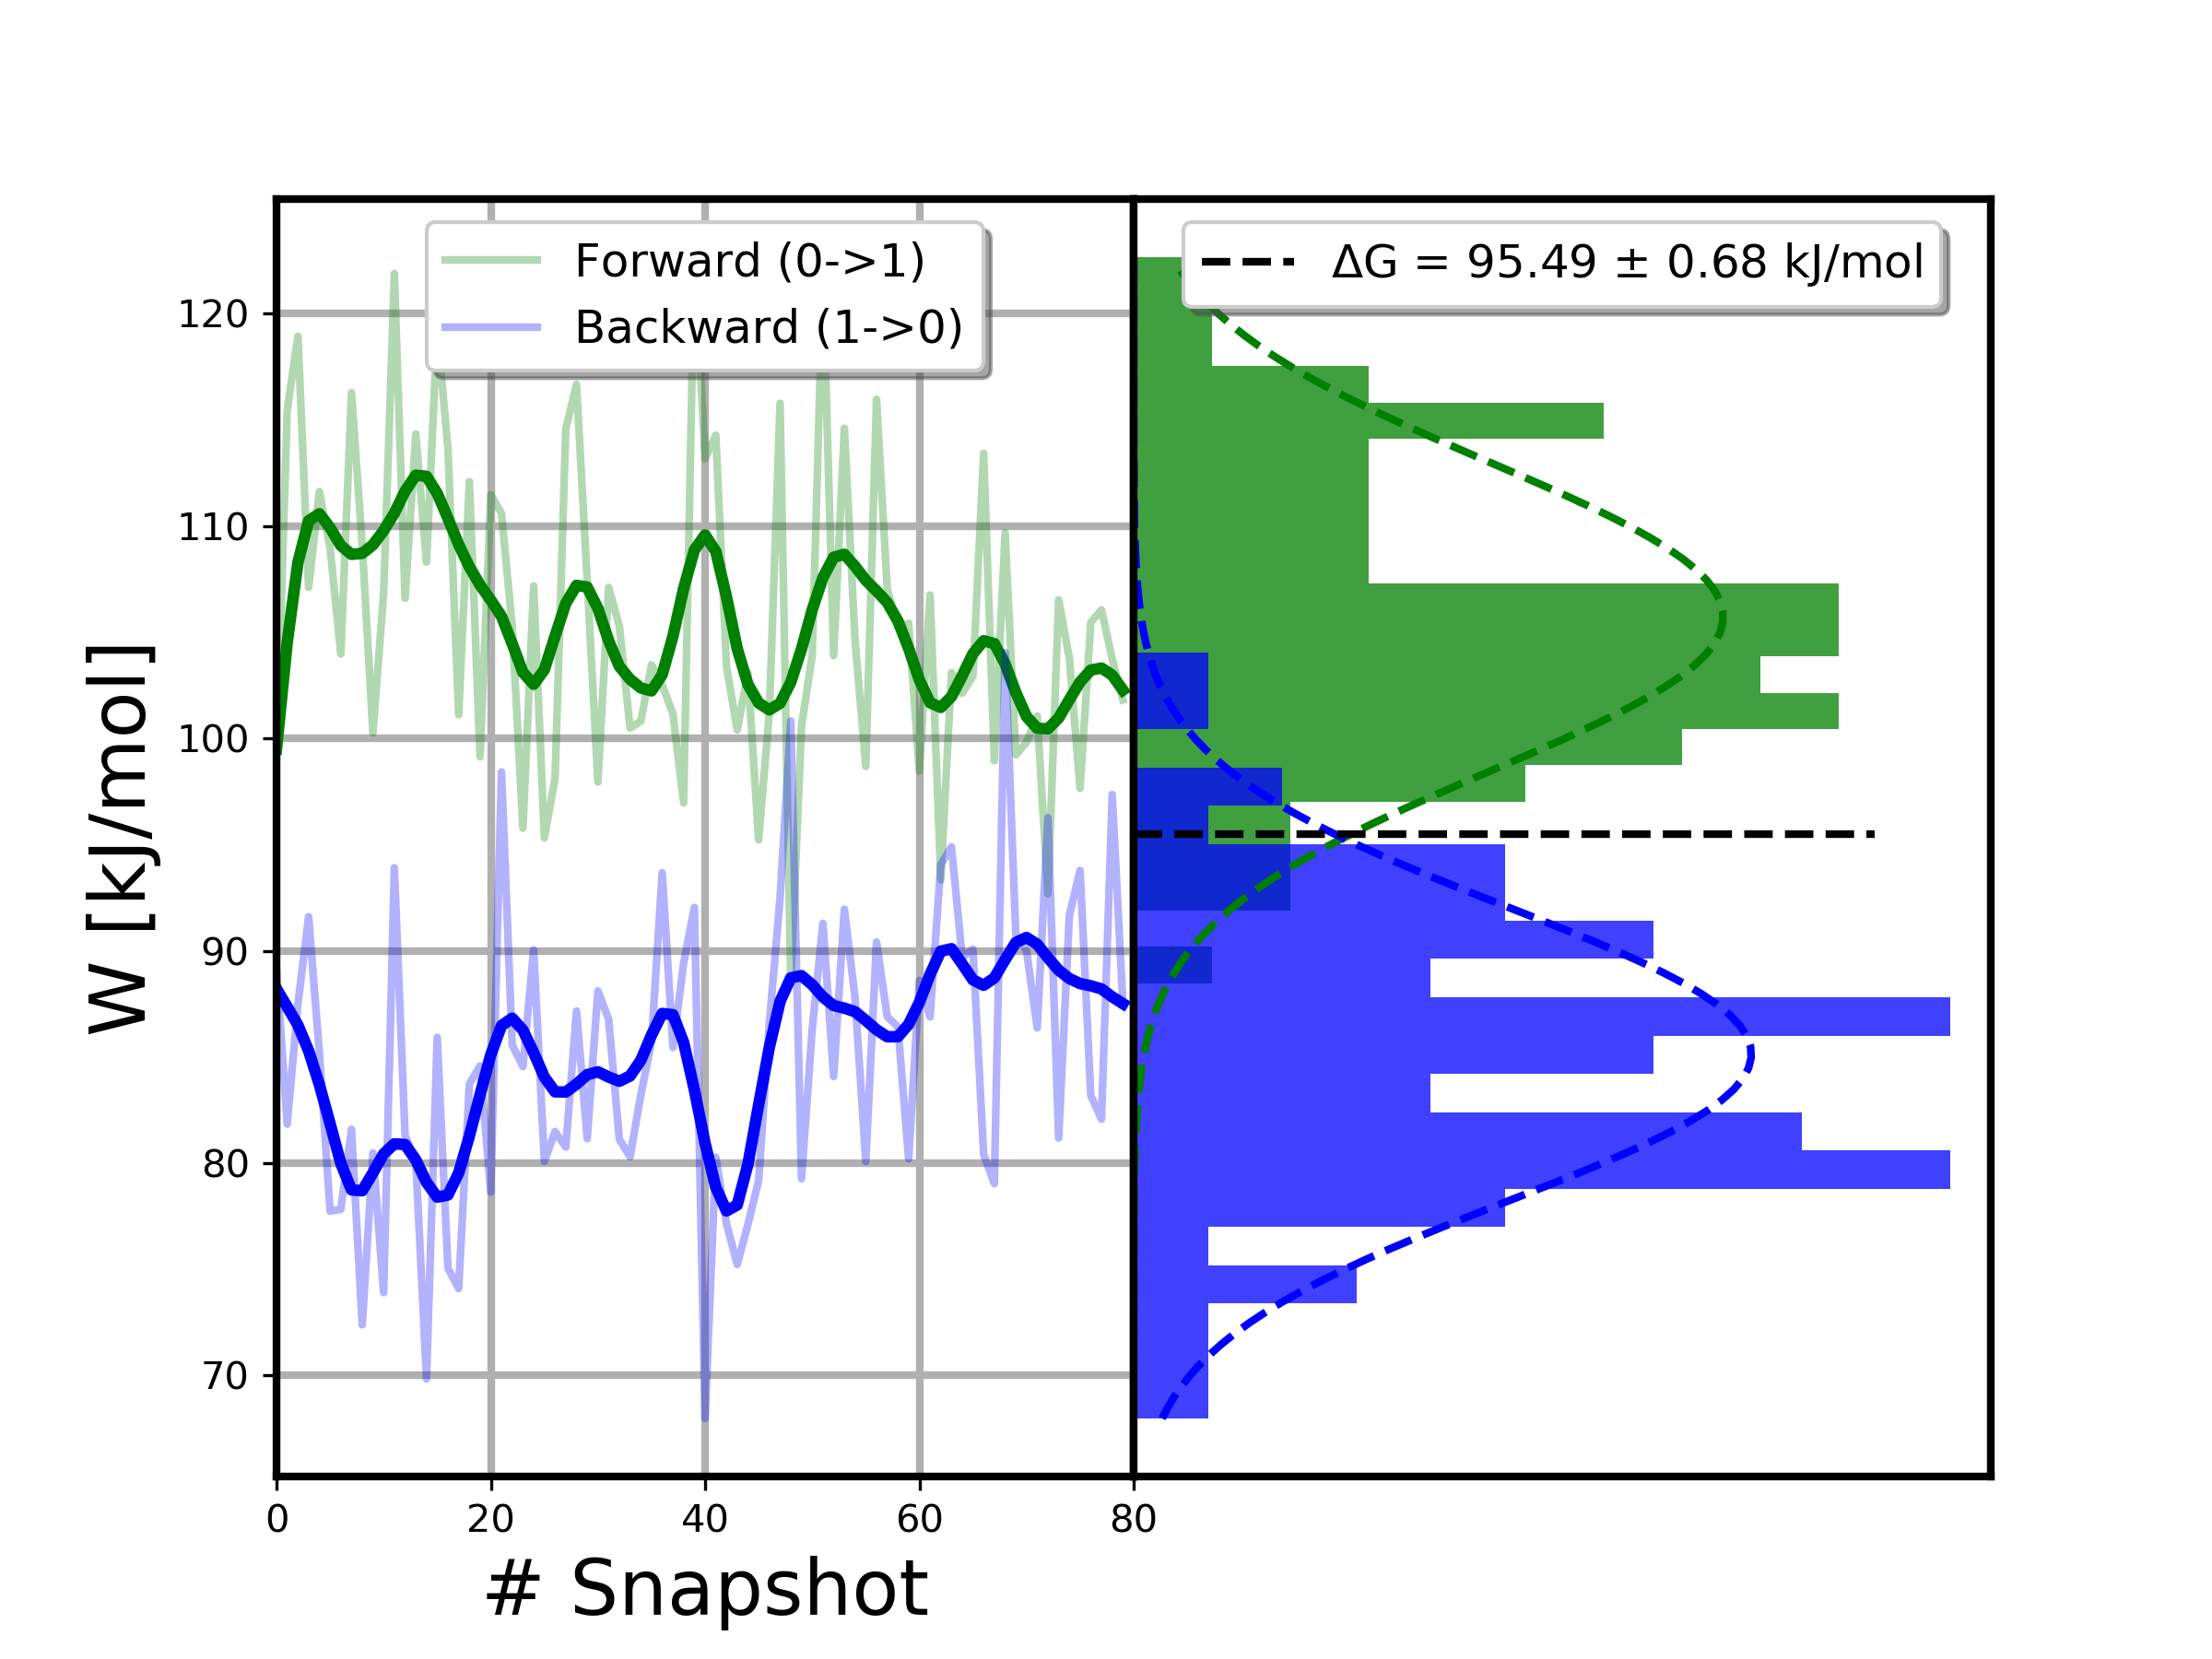 Forward (0->1)
Backward (1->0)
ΔG = 95.49 ± 0.68 kJ/mol
W [kJ/mol]
120
110
100
90
80
70
0 20 40 60 80
# Snapshot